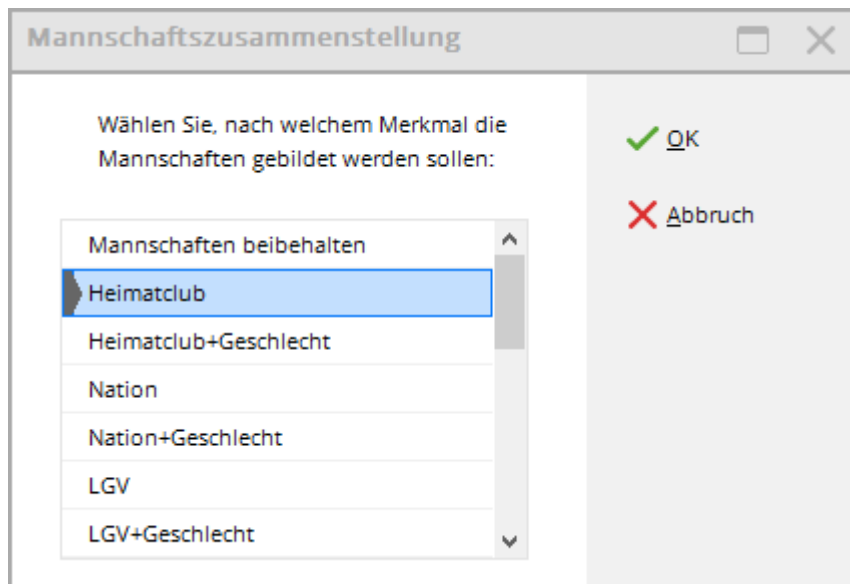 Mannschaftszusammenstellung
Wählen Sie, nach welchem Merkmal die
Mannschaften gebildet werden sollen:
Mannschaften beibehalten
Heimatclub
Heimatclub+Geschlecht
Nation
Nation+Geschlecht
LGV
LGV+Geschlecht
OK
Abbruch